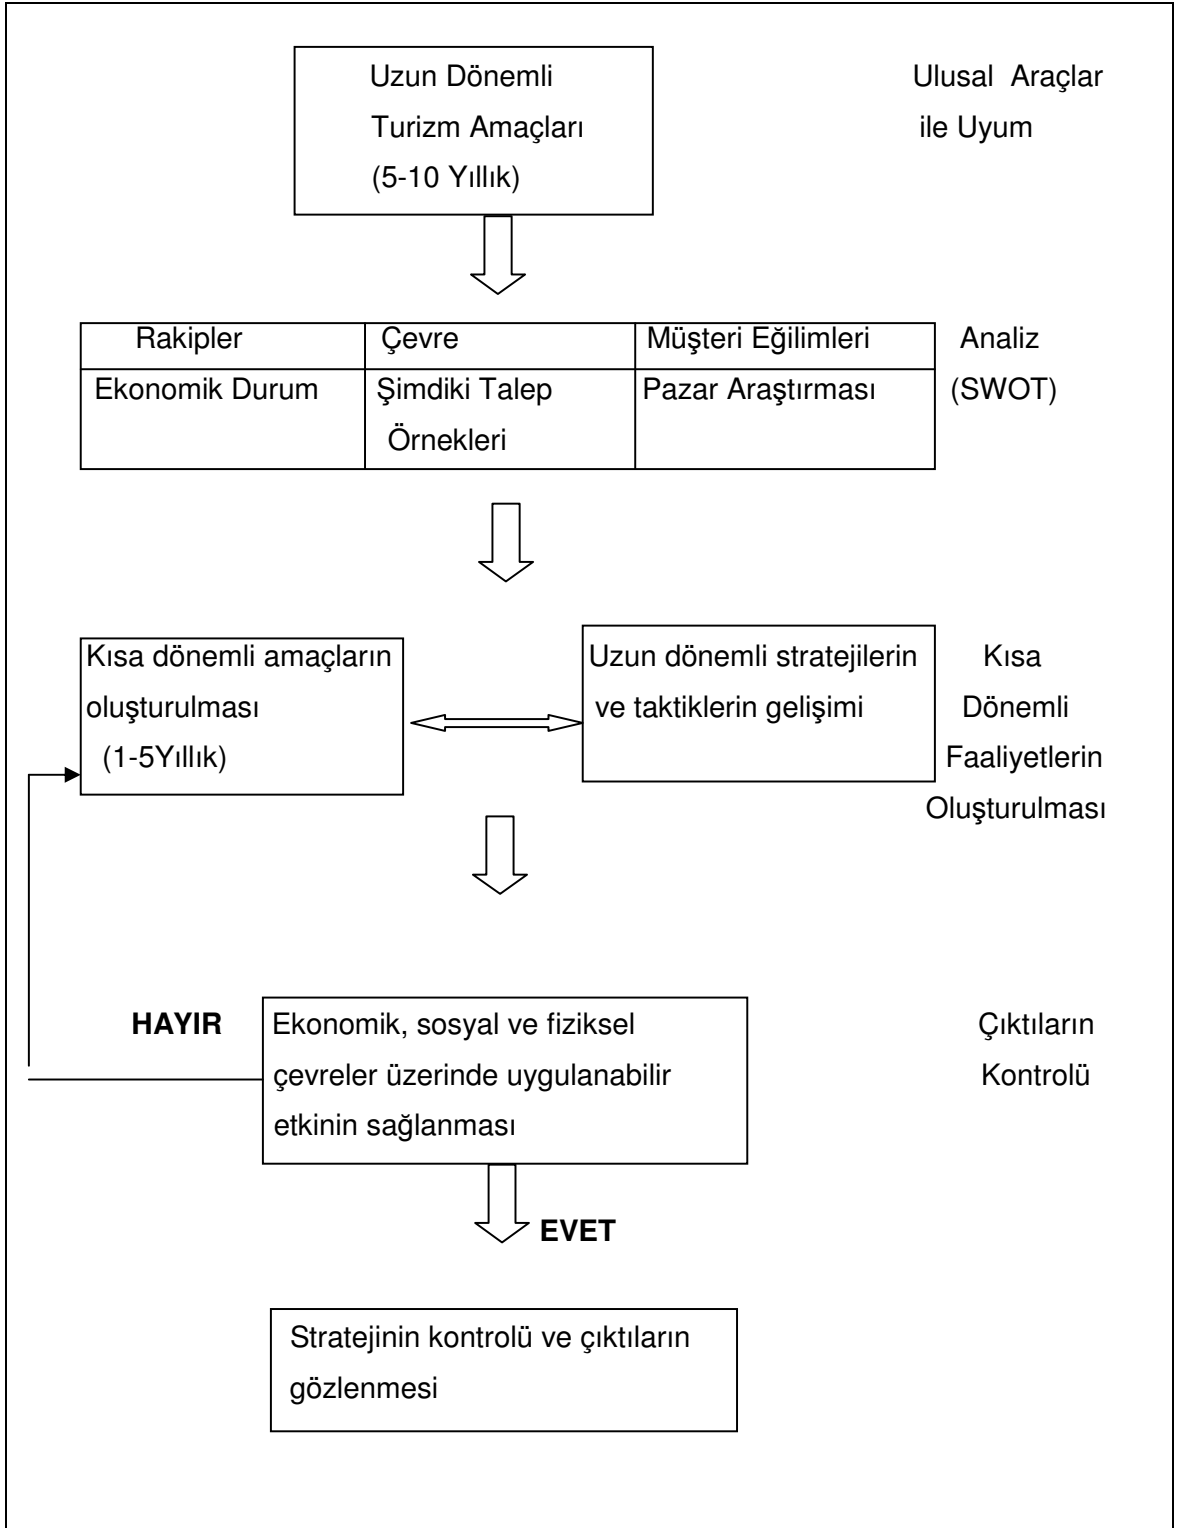 Uzun Dönemli
Turizm Amaçları
(5-10 Yıllık)
Ulusal Araçlar
ile Uyum
Rakipler Çevre Müşteri Eğilimleri
Ekonomik Durum Şimdiki Talep Pazar Araştırması
Örnekleri
Analiz
(SWOT)
Kısa dönemli amaçların
oluşturulması
(1-5Yıllık)
Uzun dönemli stratejilerin
ve taktiklerin gelişimi
Kısa
Dönemli
Faaliyetlerin
Oluşturulması
HAYIR
Ekonomik, sosyal ve fiziksel
çevreler üzerinde uygulanabilir
etkinin sağlanması
Çıktıların
Kontrolü
EVET
Stratejinin kontrolü ve çıktıların
gözlenmesi